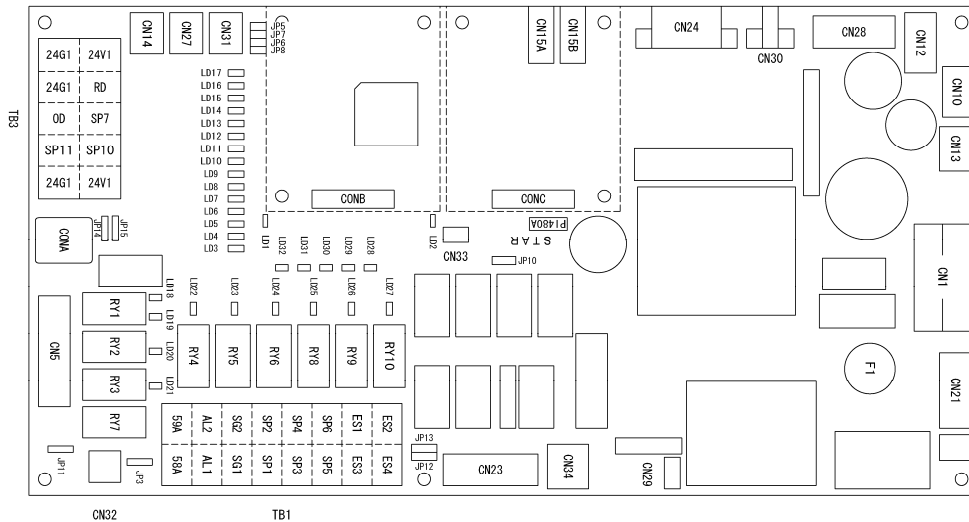 CN14
CN27
CN31
JP5
JP7
JP6
JP8
CN15A
CN15B
CN24
CN30
CN28
CN12
CN10
CN13
TB3
24G1 24V1
24G1 RD
OD SP7
SP11 SP10
24G1 24V1
LD17
LD16
LD15
LD14
LD13
LD12
LD11
LD10
LD9
LD8
LD7
LD6
LD5
LD4
LD3
CONB
CONC
CONA
JP14
JP15
LD1
LD2
CN33
PI480A
STAR
JP10
CN1
LD32
LD31
LD30
LD29
LD28
LD18
LD19
LD20
LD21
LD22
LD23
LD24
LD25
LD26
LD27
CN5
RY1
RY2
RY3
RY7
RY4
RY5
RY6
RY8
RY9
RY10
F1
CN21
59A AL2 SG2 SP2 SP4 SP6 ES1 ES2
58A AL1 SG1 SP1 SP3 SP5 ES3 ES4
JP13
JP12
JP11
JP3
CN23
CN34
CN29
CN32
TB1